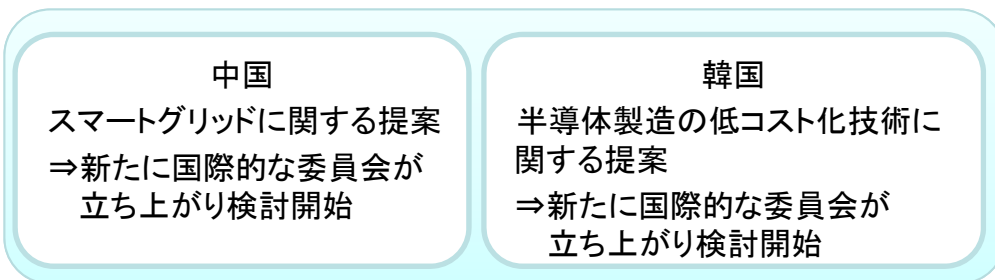 中国
スマートグリッドに関する提案
⇒新たに国際的な委員会が
立ち上がり検討開始
韓国
半導体製造の低コスト化技術に
関する提案
⇒新たに国際的な委員会が
立ち上がり検討開始